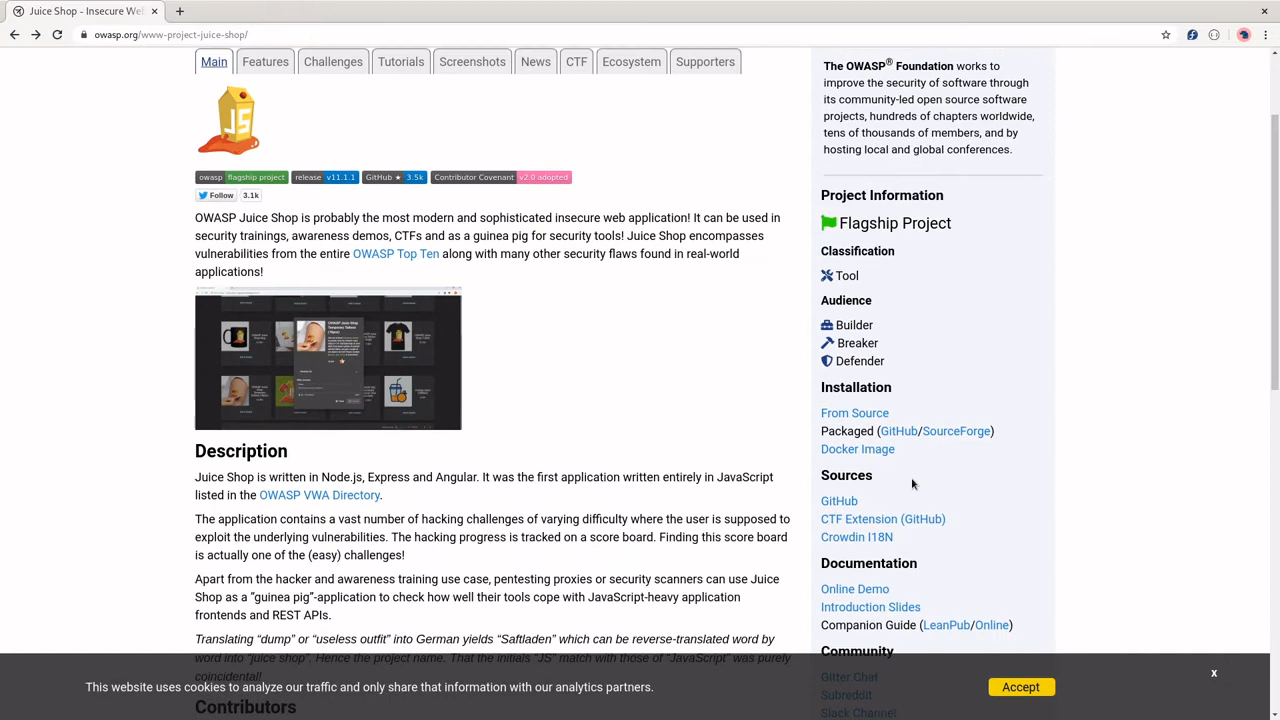 Juice Shop - Insecure We
owasp.org/www-project-juice-shop/
Main
Features
Challenges
Tutorials
Screenshots
News
CTF
Ecosystem
Supporters
JS
owasp flagship project
release v11.1.1
GitHub ★ 3.5k
Contributor Covenant v2.0 adopted
Follow 3.1k
OWASP Juice Shop is probably the most modern and sophisticated insecure web application! It can be used in
security trainings, awareness demos, CTFs and as a guinea pig for security tools! Juice Shop encompasses
vulnerabilities from the entire OWASP Top Ten along with many other security flaws found in real-world
applications!
Description
Juice Shop is written in Node.js, Express and Angular. It was the first application written entirely in JavaScript
listed in the OWASP VWA Directory.
The application contains a vast number of hacking challenges of varying difficulty where the user is supposed to
exploit the underlying vulnerabilities. The hacking progress is tracked on a score board. Finding this score board
is actually one of the (easy) challenges!
Apart from the hacker and awareness training use case, pentesting proxies or security scanners can use Juice
Shop as a “guinea pig”-application to check how well their tools cope with JavaScript-heavy application
frontends and REST APIs.
Translating “dump” or “useless outfit” into German yields “Saftladen” which can be reverse-translated word by
word into “juice shop”. Hence the project name. That the initials “JS” match with those of “JavaScript” was purely
coincidental!
Contributors
The OWASP® Foundation works to
improve the security of software through
its community-led open source software
projects, hundreds of chapters worldwide,
tens of thousands of members, and by
hosting local and global conferences.
Project Information
Flagship Project
Classification
Tool
Audience
Builder
Breaker
Defender
Installation
From Source
Packaged (GitHub/SourceForge)
Docker Image
Sources
GitHub
CTF Extension (GitHub)
Crowdin I18N
Documentation
Online Demo
Introduction Slides
Companion Guide (LeanPub/Online)
Community
Gitter Chat
Subreddit
Slack Channel
This website uses cookies to analyze our traffic and only share that information with our analytics partners.
Accept
x